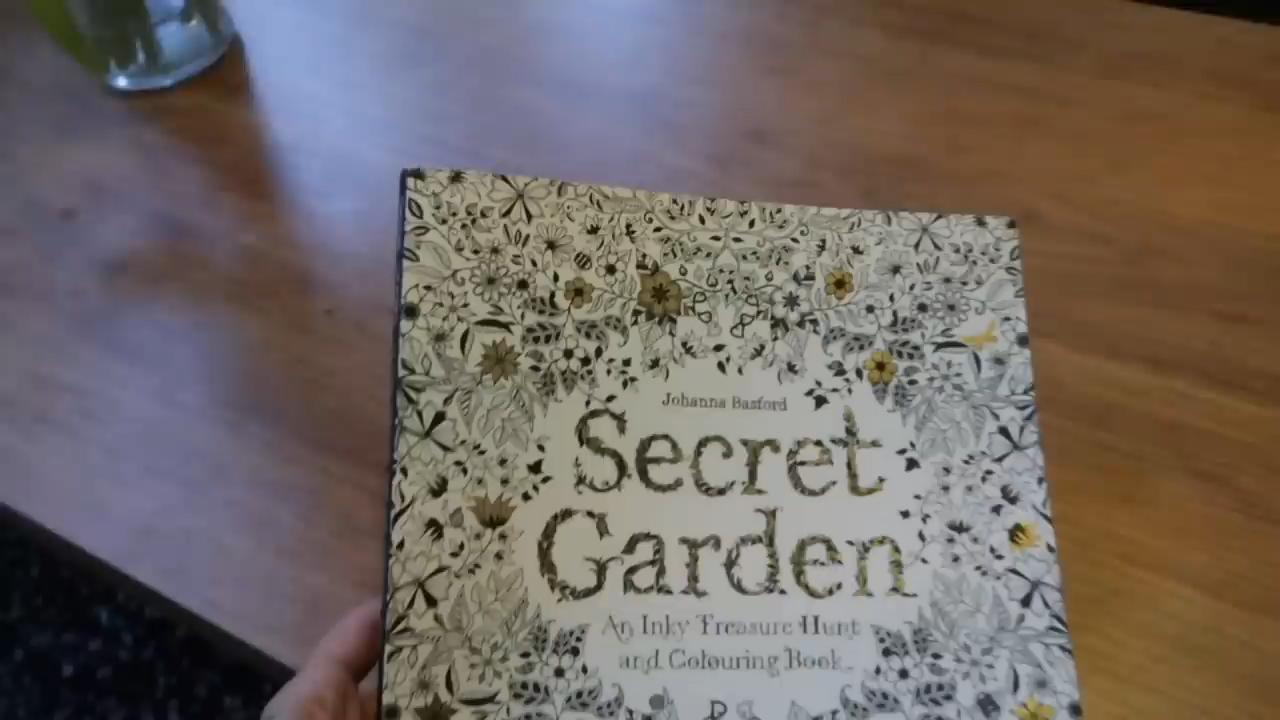 Johanna Basford
Secret
Garden
An Inky Treasure Hunt
and Colouring Book